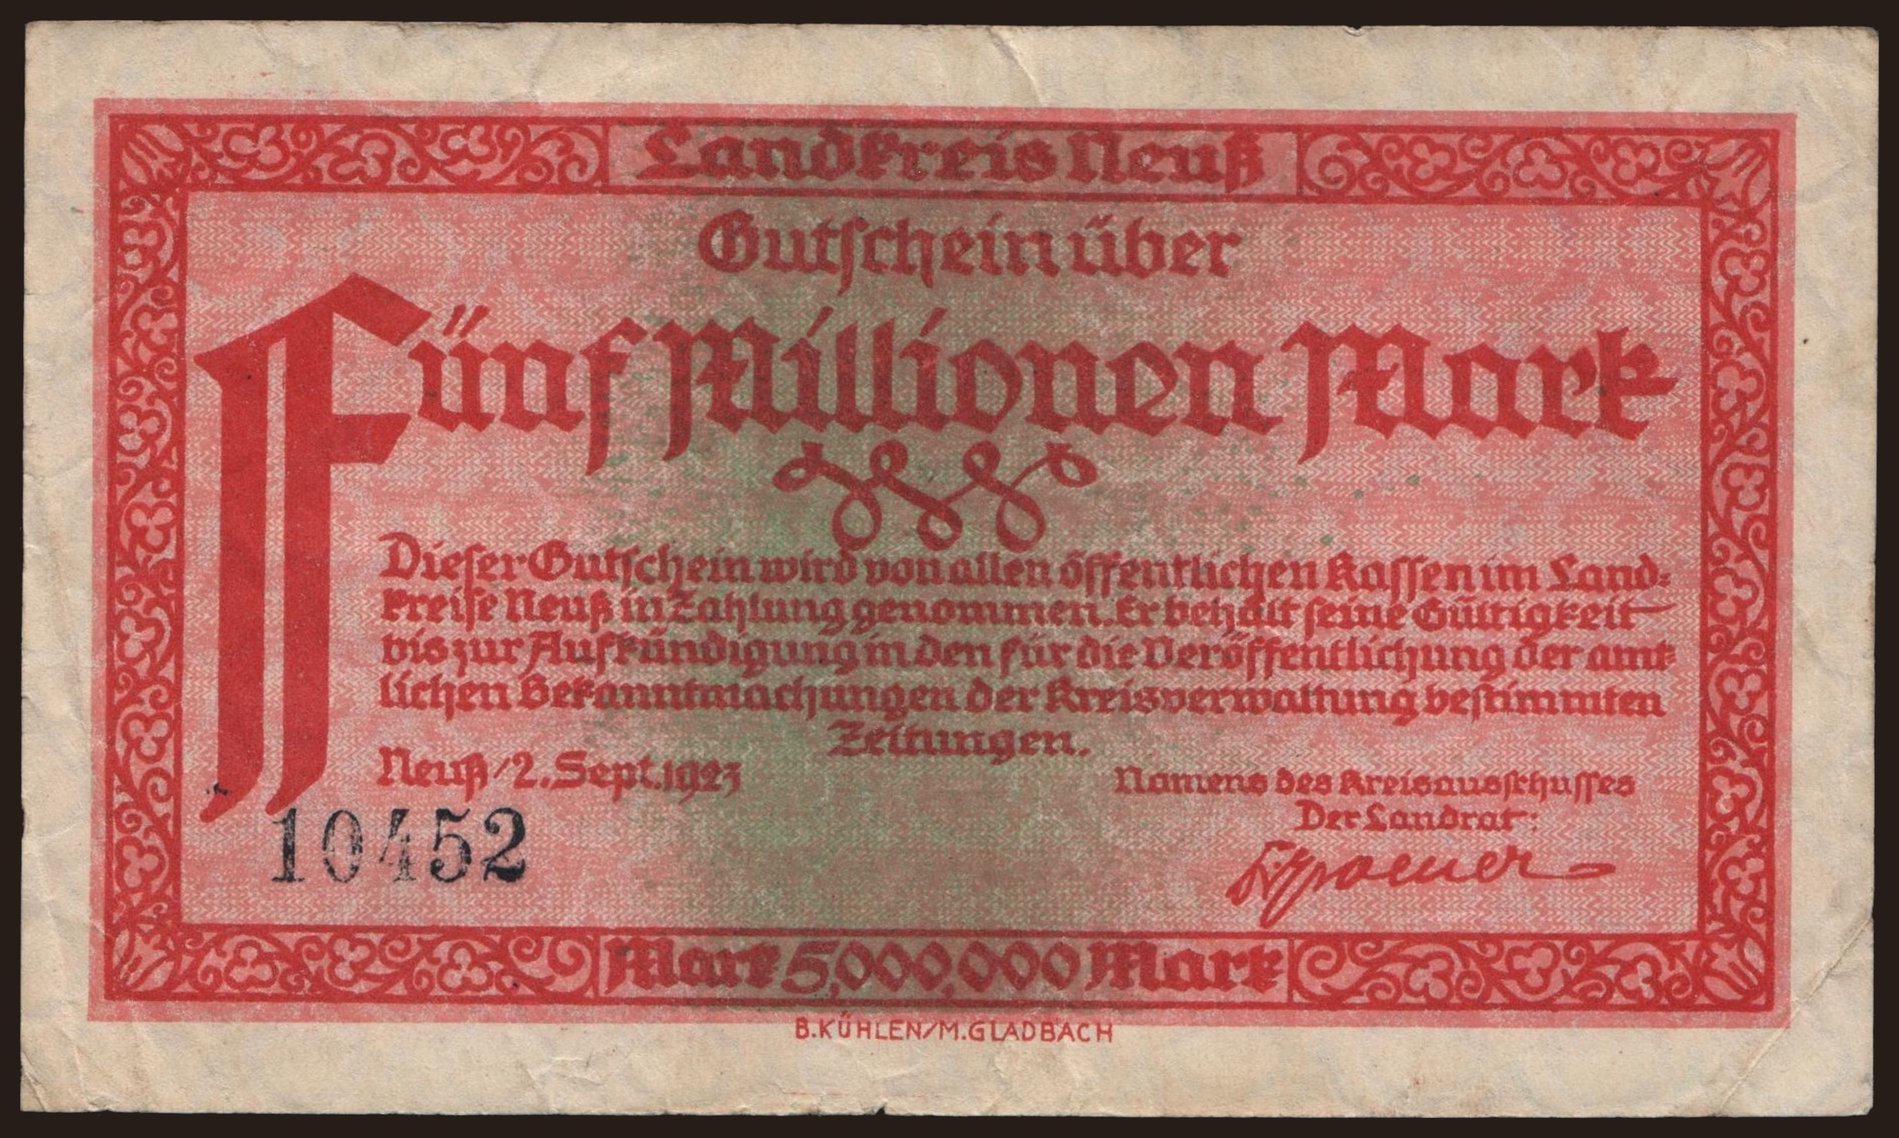 Landkreis Neuß
Gutschein über
Fünf Millionen Mark
Dieser Gutschein wird von allen öffentlichen Kassen im Land-
kreise Neuß in Zahlung genommen. Er behält seine Gültigkeit
bis zur Aufkündigung in den für die Veröffentlichung der amt-
lichen Bekanntmachungen der Kreisverwaltung bestimmten
Zeitungen.
Neuß/2. Sept. 1923
Namens des Kreisausschusses
Der Landrat:
10452
Mark 5,000,000 Mark
B.KÜHLEN/M.GLADBACH